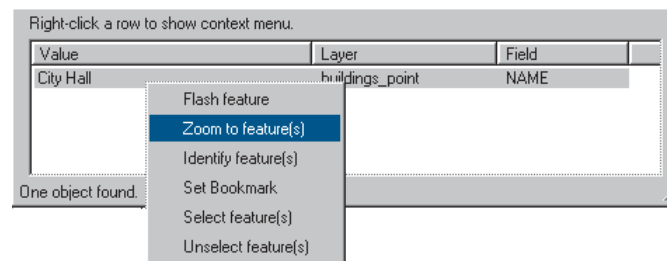 Right-click a row to show context menu.
Value Layer Field
City Hall buildings_point NAME
Flash feature
Zoom to feature(s)
Identify feature(s)
One object found. Set Bookmark
Select feature(s)
Unselect feature(s)